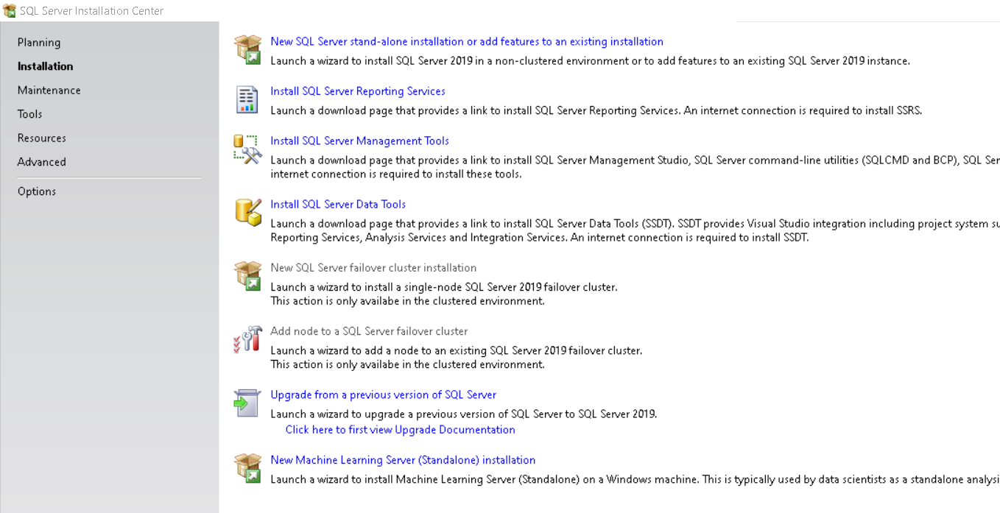 SQL Server Installation Center
Planning
Installation
Maintenance
Tools
Resources
Advanced
Options
New SQL Server stand-alone installation or add features to an existing installation
Launch a wizard to install SQL Server 2019 in a non-clustered environment or to add features to an existing SQL Server 2019 instance.
Install SQL Server Reporting Services
Launch a download page that provides a link to install SQL Server Reporting Services. An internet connection is required to install SSRS.
Install SQL Server Management Tools
Launch a download page that provides a link to install SQL Server Management Studio, SQL Server command-line utilities (SQLCMD and BCP), SQL Ser
internet connection is required to install these tools.
Install SQL Server Data Tools
Launch a download page that provides a link to install SQL Server Data Tools (SSDT). SSDT provides Visual Studio integration including project system su
Reporting Services, Analysis Services and Integration Services. An internet connection is required to install SSDT.
New SQL Server failover cluster installation
Launch a wizard to install a single-node SQL Server 2019 failover cluster.
This action is only availabe in the clustered environment.
Add node to a SQL Server failover cluster
Launch a wizard to add a node to an existing SQL Server 2019 failover cluster.
This action is only availabe in the clustered environment.
Upgrade from a previous version of SQL Server
Launch a wizard to upgrade a previous version of SQL Server to SQL Server 2019.
Click here to first view Upgrade Documentation
New Machine Learning Server (Standalone) installation
Launch a wizard to install Machine Learning Server (Standalone) on a Windows machine. This is typically used by data scientists as a standalone analysi